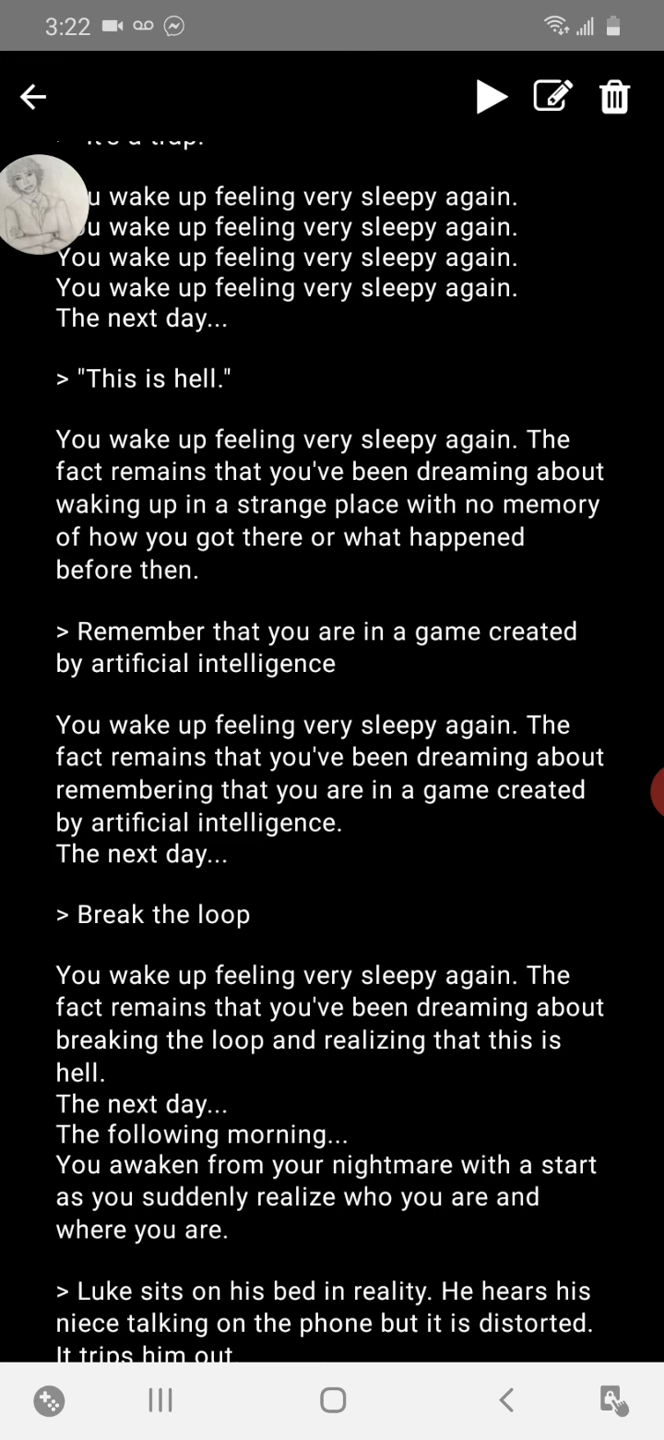 3:22
> "It's a trap.
u wake up feeling very sleepy again.
ou wake up feeling very sleepy again.
You wake up feeling very sleepy again.
You wake up feeling very sleepy again.
The next day...
> "This is hell."
You wake up feeling very sleepy again. The
fact remains that you've been dreaming about
waking up in a strange place with no memory
of how you got there or what happened
before then.
> Remember that you are in a game created
by artificial intelligence
You wake up feeling very sleepy again. The
fact remains that you've been dreaming about
remembering that you are in a game created
by artificial intelligence.
The next day...
> Break the loop
You wake up feeling very sleepy again. The
fact remains that you've been dreaming about
breaking the loop and realizing that this is
hell.
The next day...
The following morning...
You awaken from your nightmare with a start
as you suddenly realize who you are and
where you are.
> Luke sits on his bed in reality. He hears his
niece talking on the phone but it is distorted.
It trips him out